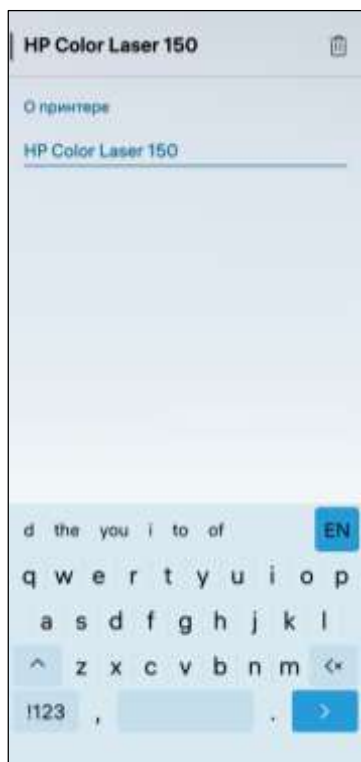 HP Color Laser 150
О принтере
HP Color Laser 150
d the you i to of EN
q w e r t y u i o p
a s d f g h j k l
z x c v b n m
!123 , .